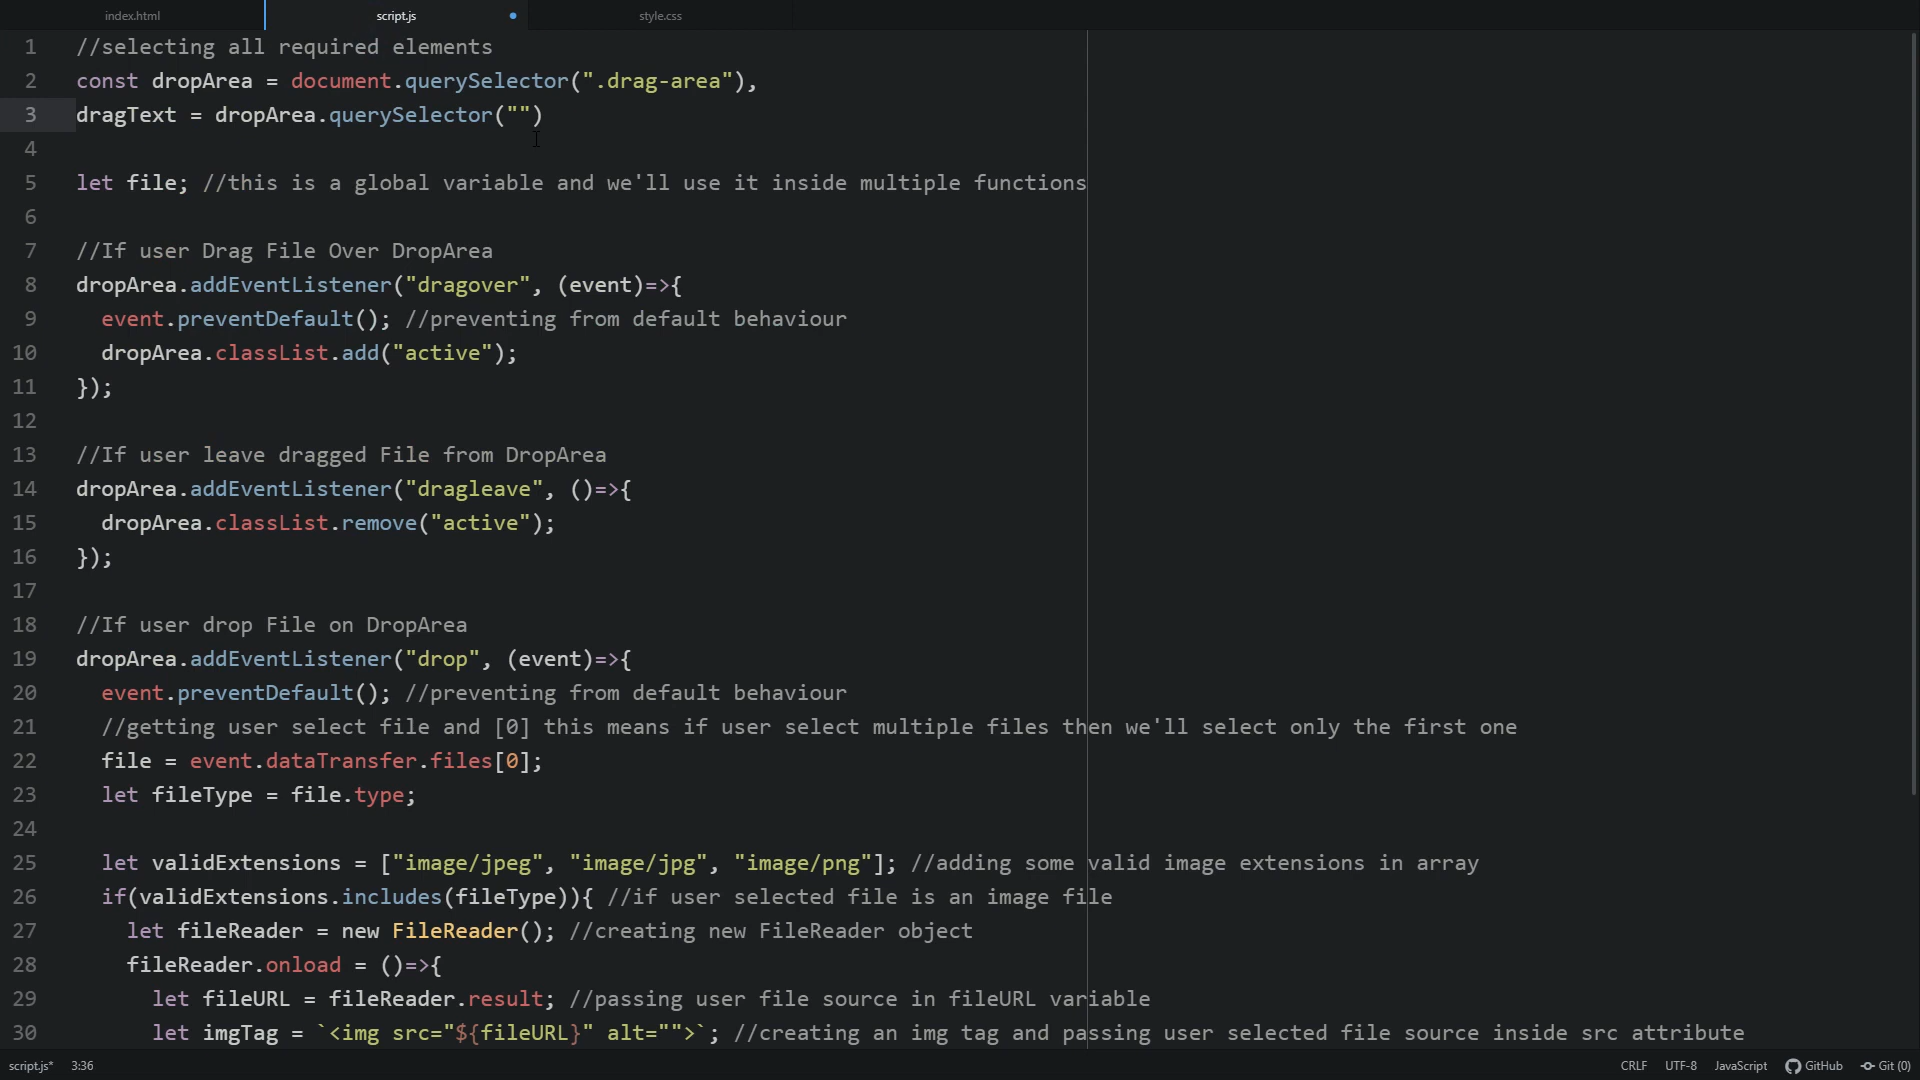 index.html script.js style.css
1 //selecting all required elements
2 const dropArea = document.querySelector(".drag-area"),
3 dragText = dropArea.querySelector("")
4
5 let file; //this is a global variable and we'll use it inside multiple functions
6
7 //If user Drag File Over DropArea
8 dropArea.addEventListener("dragover", (event)=>{
9 event.preventDefault(); //preventing from default behaviour
10 dropArea.classList.add("active");
11 });
12
13 //If user leave dragged File from DropArea
14 dropArea.addEventListener("dragleave", ()=>{
15 dropArea.classList.remove("active");
16 });
17
18 //If user drop File on DropArea
19 dropArea.addEventListener("drop", (event)=>{
20 event.preventDefault(); //preventing from default behaviour
21 //getting user select file and [0] this means if user select multiple files then we'll select only the first one
22 file = event.dataTransfer.files[0];
23 let fileType = file.type;
24
25 let validExtensions = ["image/jpeg", "image/jpg", "image/png"]; //adding some valid image extensions in array
26 if(validExtensions.includes(fileType)){ //if user selected file is an image file
27 let fileReader = new FileReader(); //creating new FileReader object
28 fileReader.onload = ()=>{
29 let fileURL = fileReader.result; //passing user file source in fileURL variable
30 let imgTag = `<img src="${fileURL}" alt="">`; //creating an img tag and passing user selected file source inside src attribute
script.js* 3:36 CRLF UTF-8 JavaScript GitHub Git (0)